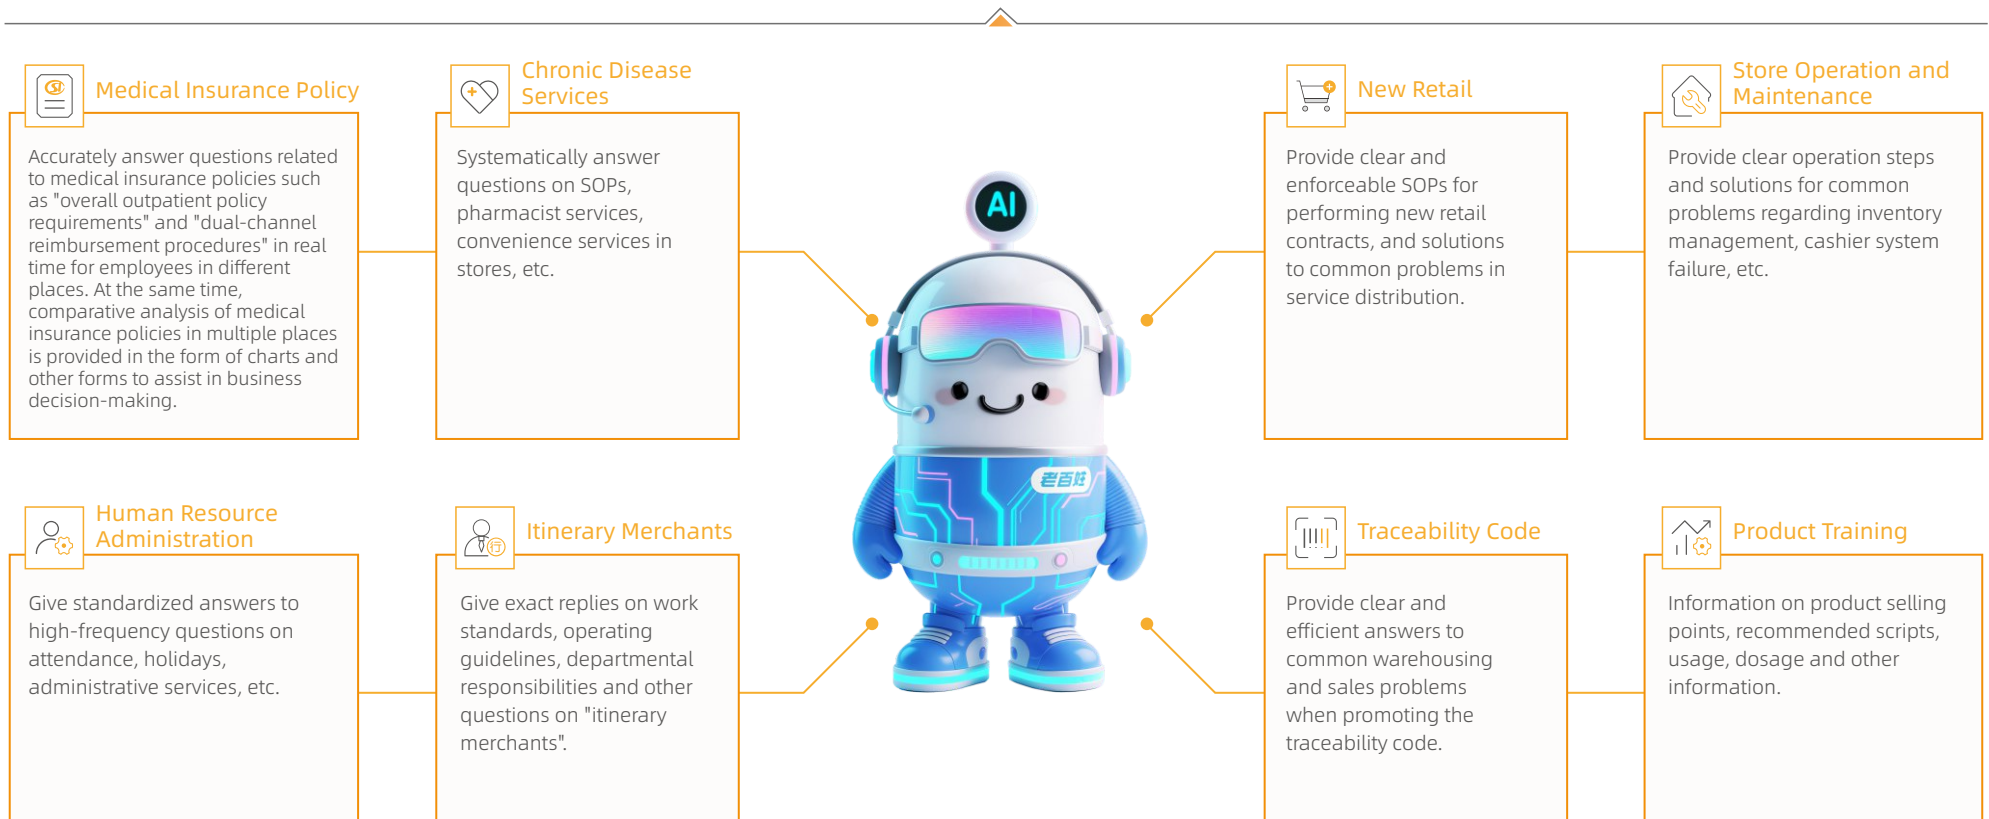 Medical Insurance Policy
Accurately answer questions related
to medical insurance policies such
as "overall outpatient policy
requirements" and "dual-channel
reimbursement procedures" in real
time for employees in different
places. At the same time,
comparative analysis of medical
insurance policies in multiple places
is provided in the form of charts and
other forms to assist in business
decision-making.
Chronic Disease
Services
Systematically answer
questions on SOPs,
pharmacist services,
convenience services in
stores, etc.
AI
老百姓
New Retail
Provide clear and
enforceable SOPs for
performing new retail
contracts, and solutions
to common problems in
service distribution.
Store Operation and
Maintenance
Provide clear operation steps
and solutions for common
problems regarding inventory
management, cashier system
failure, etc.
Human Resource
Administration
Give standardized answers to
high-frequency questions on
attendance, holidays,
administrative services, etc.
行
Itinerary Merchants
Give exact replies on work
standards, operating
guidelines, departmental
responsibilities and other
questions on "itinerary
merchants".
Traceability Code
Provide clear and
efficient answers to
common warehousing
and sales problems
when promoting the
traceability code.
Product Training
Information on product selling
points, recommended scripts,
usage, dosage and other
information.